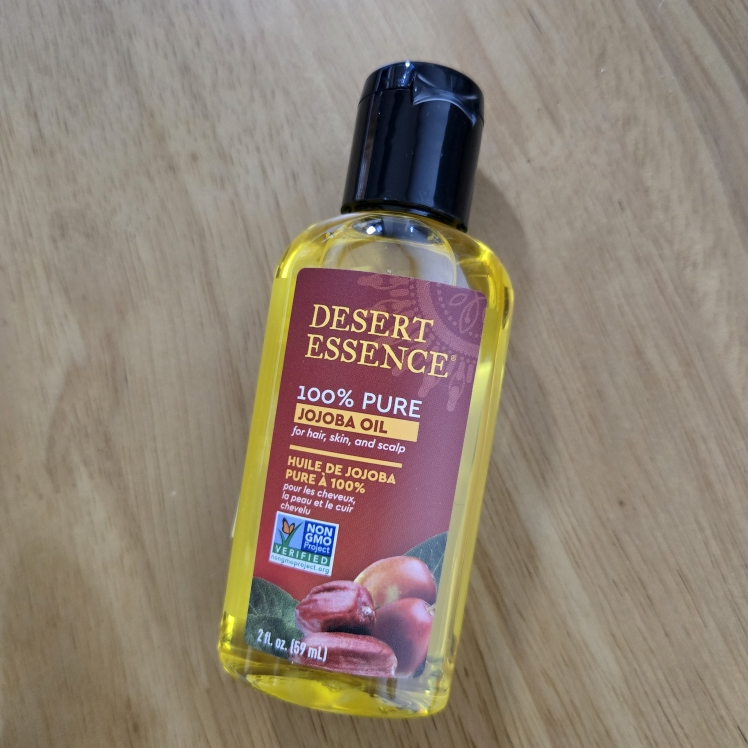 DESERT
ESSENCE®
100% PURE
JOJOBA OIL
for hair, skin, and scalp
HUILE DE JOJOBA
PURE À 100%
pour les cheveux,
la peau et le cuir
chevelu
NON
GMO
Project
VERIFIED
nongmoproject.org
2 fl. oz. (59 mL)